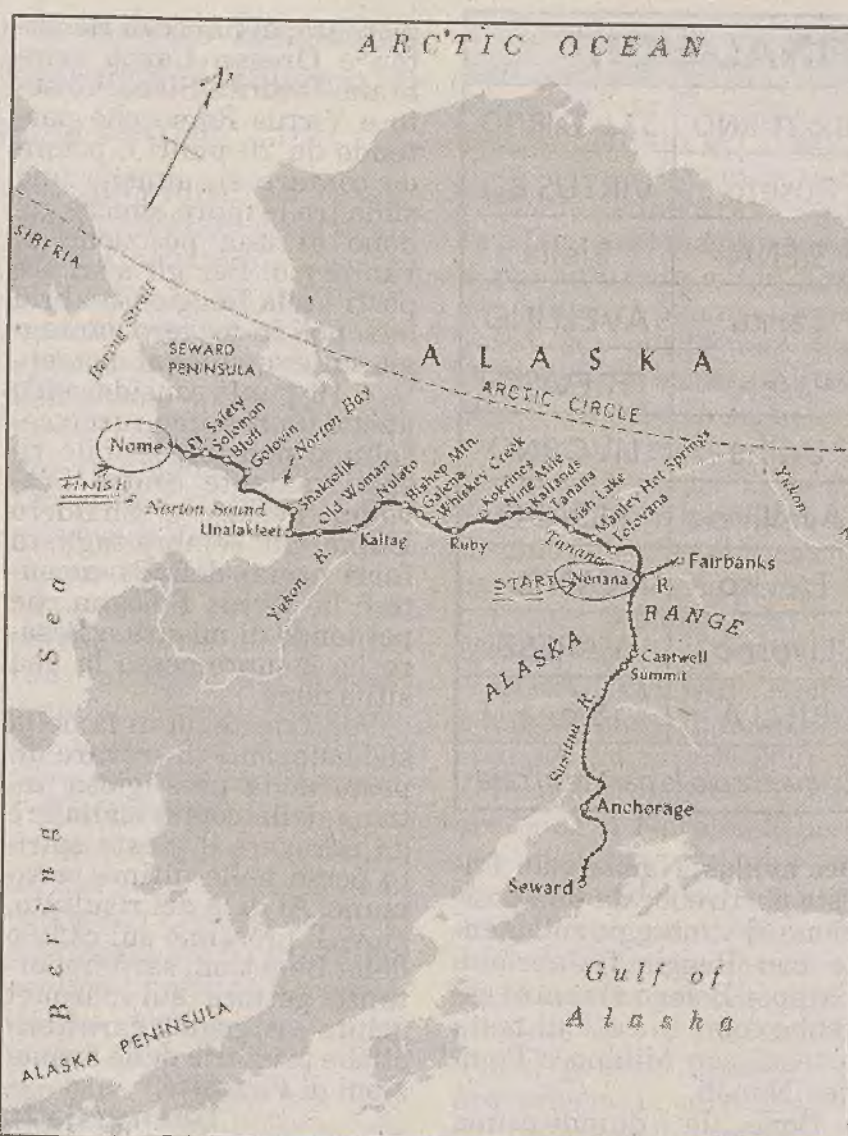 ARCTIC OCEAN
N
SIBERIA
Bering Strait
SEWARD PENINSULA
ALASKA
ARCTIC CIRCLE
Nome
FINISH
Ft. Safety
Solomon
Bluff
Golovin
Norton Bay
Norton Sound
Shaktolik
Unalakleet
Old Woman
Kaltag
Nulato
Bishop Mtn.
Galena
Whiskey Creek
Ruby
Kokrines
Nine Mile
Kallands
Tanana
Fish Lake
Manley Hot Springs
Tolovana
Tanana R.
Yukon
Yukon R.
START
Nenana
Fairbanks
ALASKA RANGE
Cantwell
Summit
Susitna R.
Anchorage
Seward
Bering Sea
Gulf of
Alaska
ALASKA PENINSULA